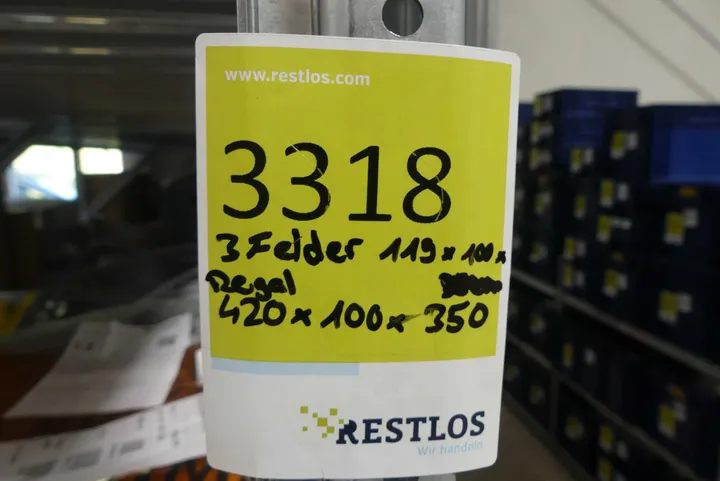 www.restlos.com
3318
3 Felder 119 x 100 x
Regal
420 x 100 x 350
RESTLOS
Wir handeln